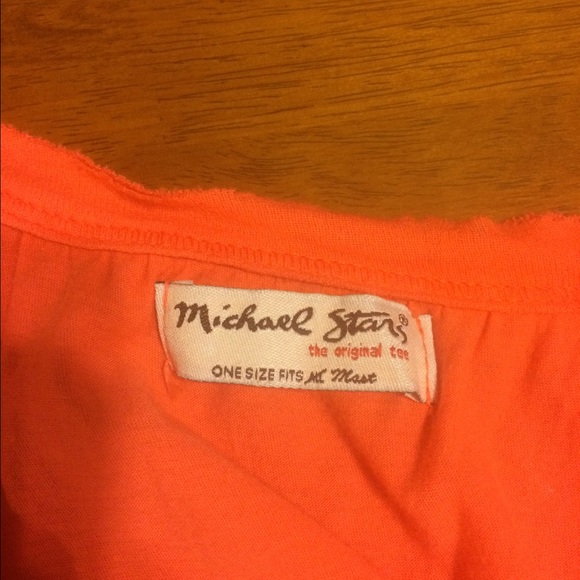 Michael Stars®
the original tee
ONE SIZE FITS All Most